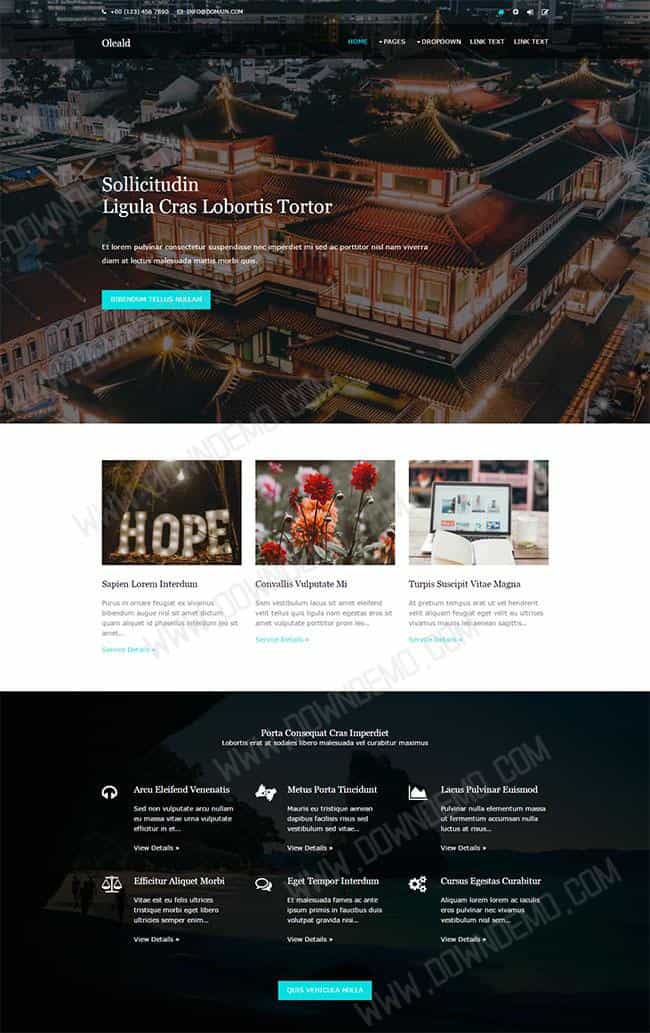 +00 (123) 456 7890 INFO@DOMAIN.COM
Oleald
HOME PAGES DROPDOWN LINK TEXT LINK TEXT
Sollicitudin
Ligula Cras Lobortis Tortor
Et lorem pulvinar consectetur suspendisse nec imperdiet mi sed ac porttitor nisl nam viverra
diam at lectus malesuada mattis morbi quis.
BIBENDUM TELLUS NULLAM
HOPE
Sapien Lorem Interdum
Purus in ornare feugiat ex vivamus
bibendum augue nisl sit amet dictum
quam aliquet id phasellus interdum leo sit
amet...
Service Details »
Convallis Vulputate Mi
Sem vestibulum lacus sit amet eleifend
velit tellus quis ligula nam egestas eros sit
amet vulputate porttitor proin leo...
Service Details »
Turpis Suscipit Vitae Magna
At pretium tempus erat ut vel hendrerit
velit aliquam feugiat eget velit eu ultrices
vivamus mauris leo aenean sagittis...
Service Details »
Porta Consequat Cras Imperdiet
Lobortis erat at sodales libero malesuada vel curabitur maximus
Arcu Eleifend Venenatis
Sed non vulputate arcu nullam
eu massa vitae urna vulputate
efficitur in et...
View Details »
Metus Porta Tincidunt
Mauris eu tristique aenean
dapibus facilisis risus sed
vestibulum sed vitae...
View Details »
Lacus Pulvinar Euismod
Pulvinar nulla elementum massa
ut fermentum accumsan nulla
luctus at risus...
View Details »
Efficitur Aliquet Morbi
Vitae est eu felis ultrices
tristique morbi eget libero
ultricies semper enim...
View Details »
Eget Tempor Interdum
Et malesuada fames ac ante
ipsum primis in faucibus duis
volutpat gravida nisi...
View Details »
Cursus Egestas Curabitur
Aliquam lorem lorem ac iaculis
eros pulvinar nec vivamus
vestibulum nisl sem...
View Details »
QUIS VEHICULA NULLA
WWW.DOWNDEMO.COM